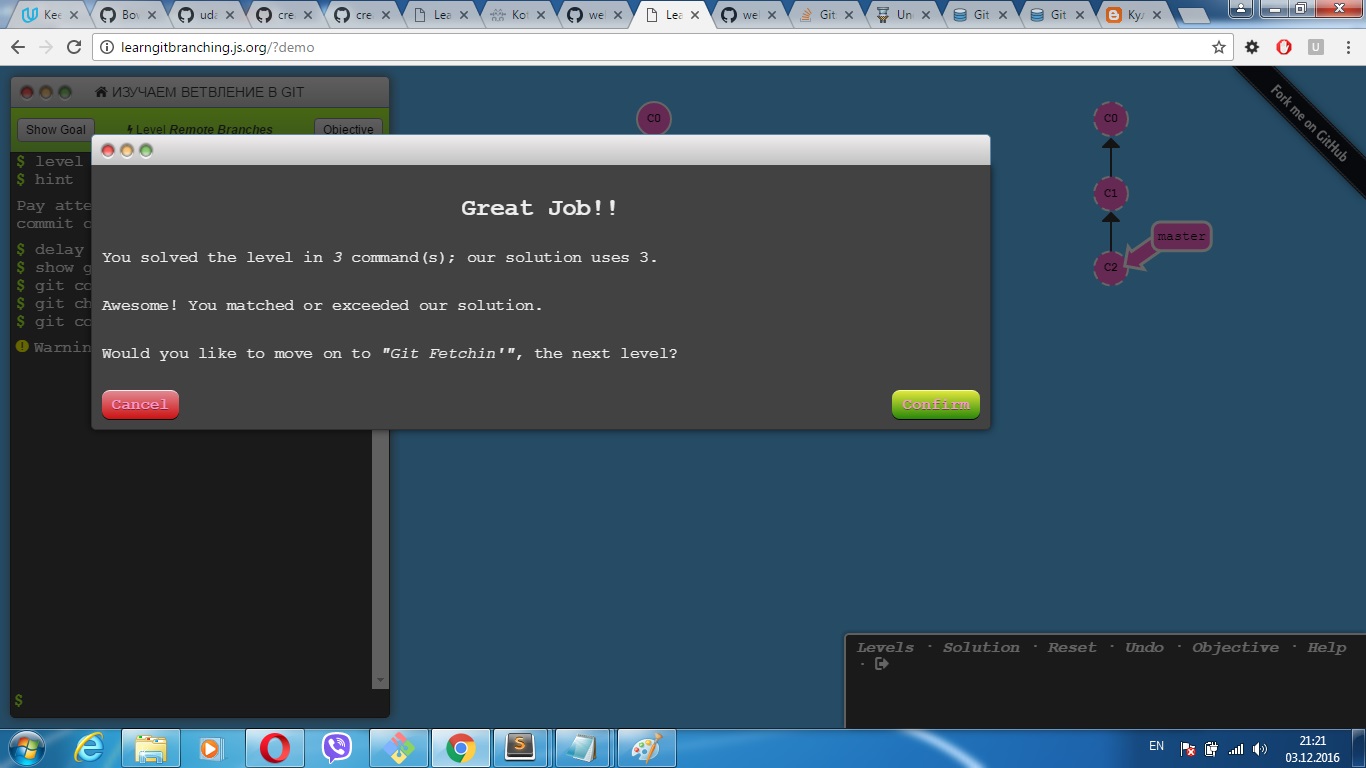 Kee
Bov
uda
cre
cre
Lea
Kot
wel
Lea
wel
Git
Un
Git
Git
Кул
learngitbranching.js.org/?demo
ИЗУЧАЕМ ВЕТВЛЕНИЕ В GIT
Show Goal
Level Remote Branches
Objective
$ level
$ hint
Pay atte
commit o
$ delay
$ show g
$ git co
$ git ch
$ git co
Warnin
$
C0
C0
C1
master
C2
Fork me on GitHub
Great Job!!
You solved the level in 3 command(s); our solution uses 3.
Awesome! You matched or exceeded our solution.
Would you like to move on to "Git Fetchin'", the next level?
Cancel
Confirm
Levels · Solution · Reset · Undo · Objective · Help
·
EN
21:21
03.12.2016